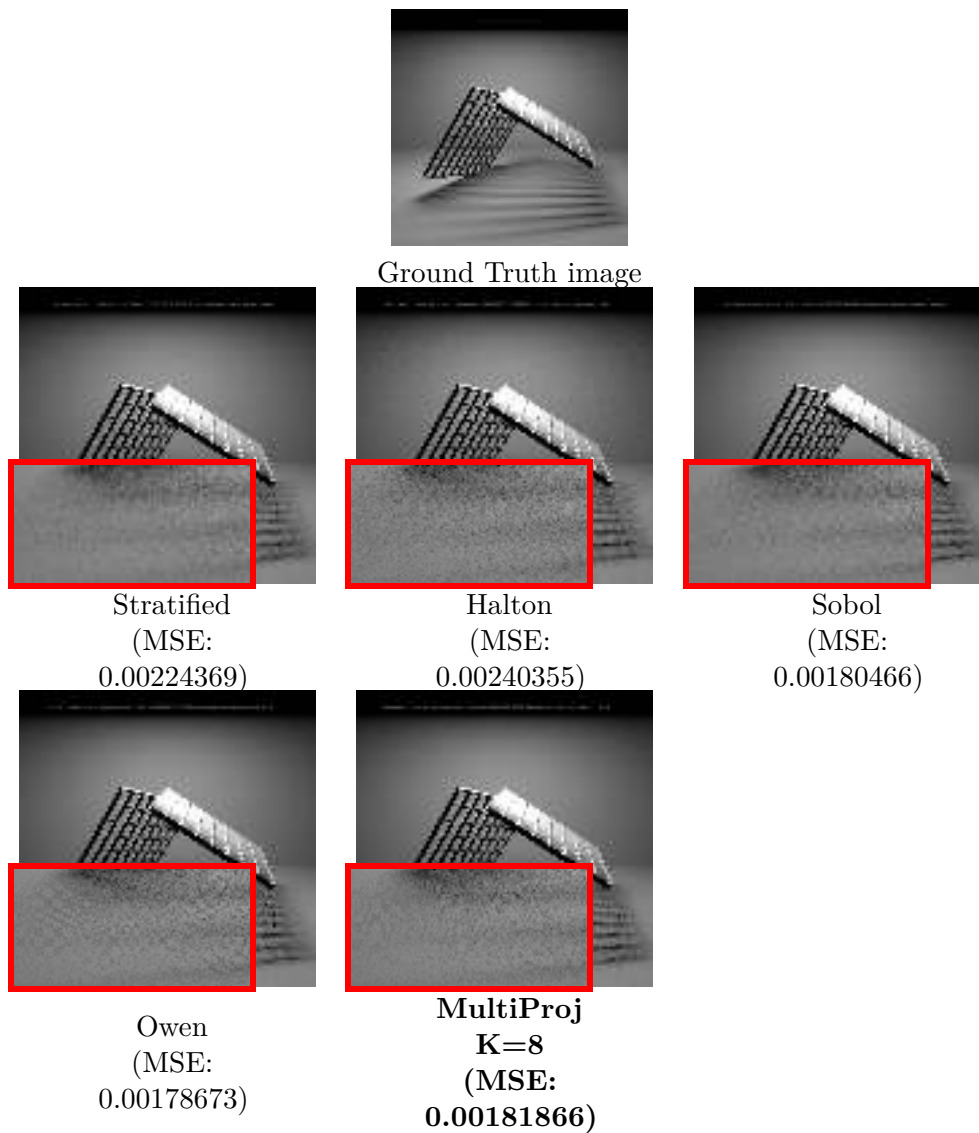 Ground Truth image
Stratified
(MSE:
0.00224369)
Halton
(MSE:
0.00240355)
Sobol
(MSE:
0.00180466)
Owen
(MSE:
0.00178673)
MultiProj
K=8
(MSE:
0.00181866)